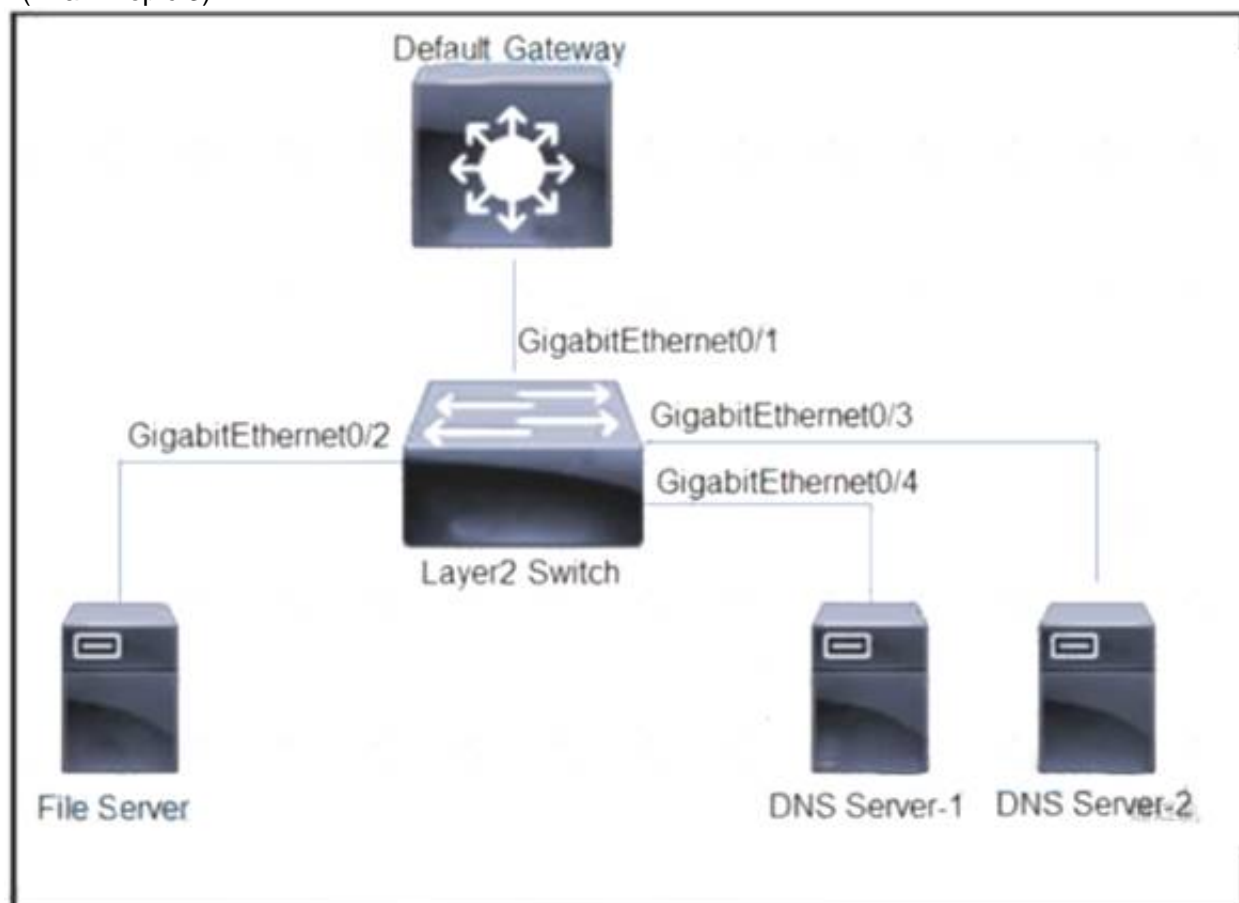 Default Gateway
GigabitEthernet0/1
GigabitEthernet0/2
GigabitEthernet0/3
GigabitEthernet0/4
Layer2 Switch
File Server
DNS Server-1
DNS Server-2